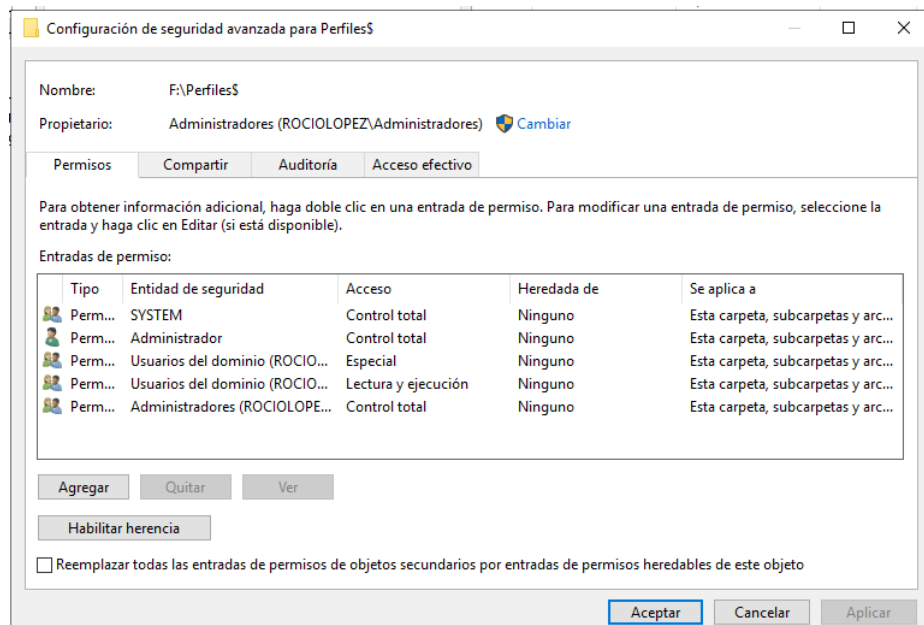 Configuración de seguridad avanzada para Perfiles$
Nombre: F:\Perfiles$
Propietario: Administradores (ROCIOLOPEZ\Administradores) Cambiar
Permisos Compartir Auditoría Acceso efectivo
Para obtener información adicional, haga doble clic en una entrada de permiso. Para modificar una entrada de permiso, seleccione la
entrada y haga clic en Editar (si está disponible).
Entradas de permiso:
Tipo Entidad de seguridad Acceso Heredada de Se aplica a
Perm... SYSTEM Control total Ninguno Esta carpeta, subcarpetas y arc...
Perm... Administrador Control total Ninguno Esta carpeta, subcarpetas y arc...
Perm... Usuarios del dominio (ROCIO... Especial Ninguno Esta carpeta, subcarpetas y arc...
Perm... Usuarios del dominio (ROCIO... Lectura y ejecución Ninguno Esta carpeta, subcarpetas y arc...
Perm... Administradores (ROCIOLOPE... Control total Ninguno Esta carpeta, subcarpetas y arc...
Agregar Quitar Ver
Habilitar herencia
Reemplazar todas las entradas de permisos de objetos secundarios por entradas de permisos heredables de este objeto
Aceptar Cancelar Aplicar